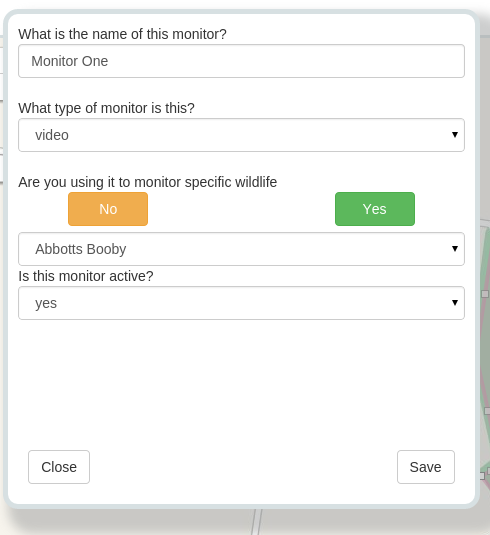 What is the name of this monitor?
Monitor One
What type of monitor is this?
video
Are you using it to monitor specific wildlife
No Yes
Abbotts Booby
Is this monitor active?
yes
Close Save